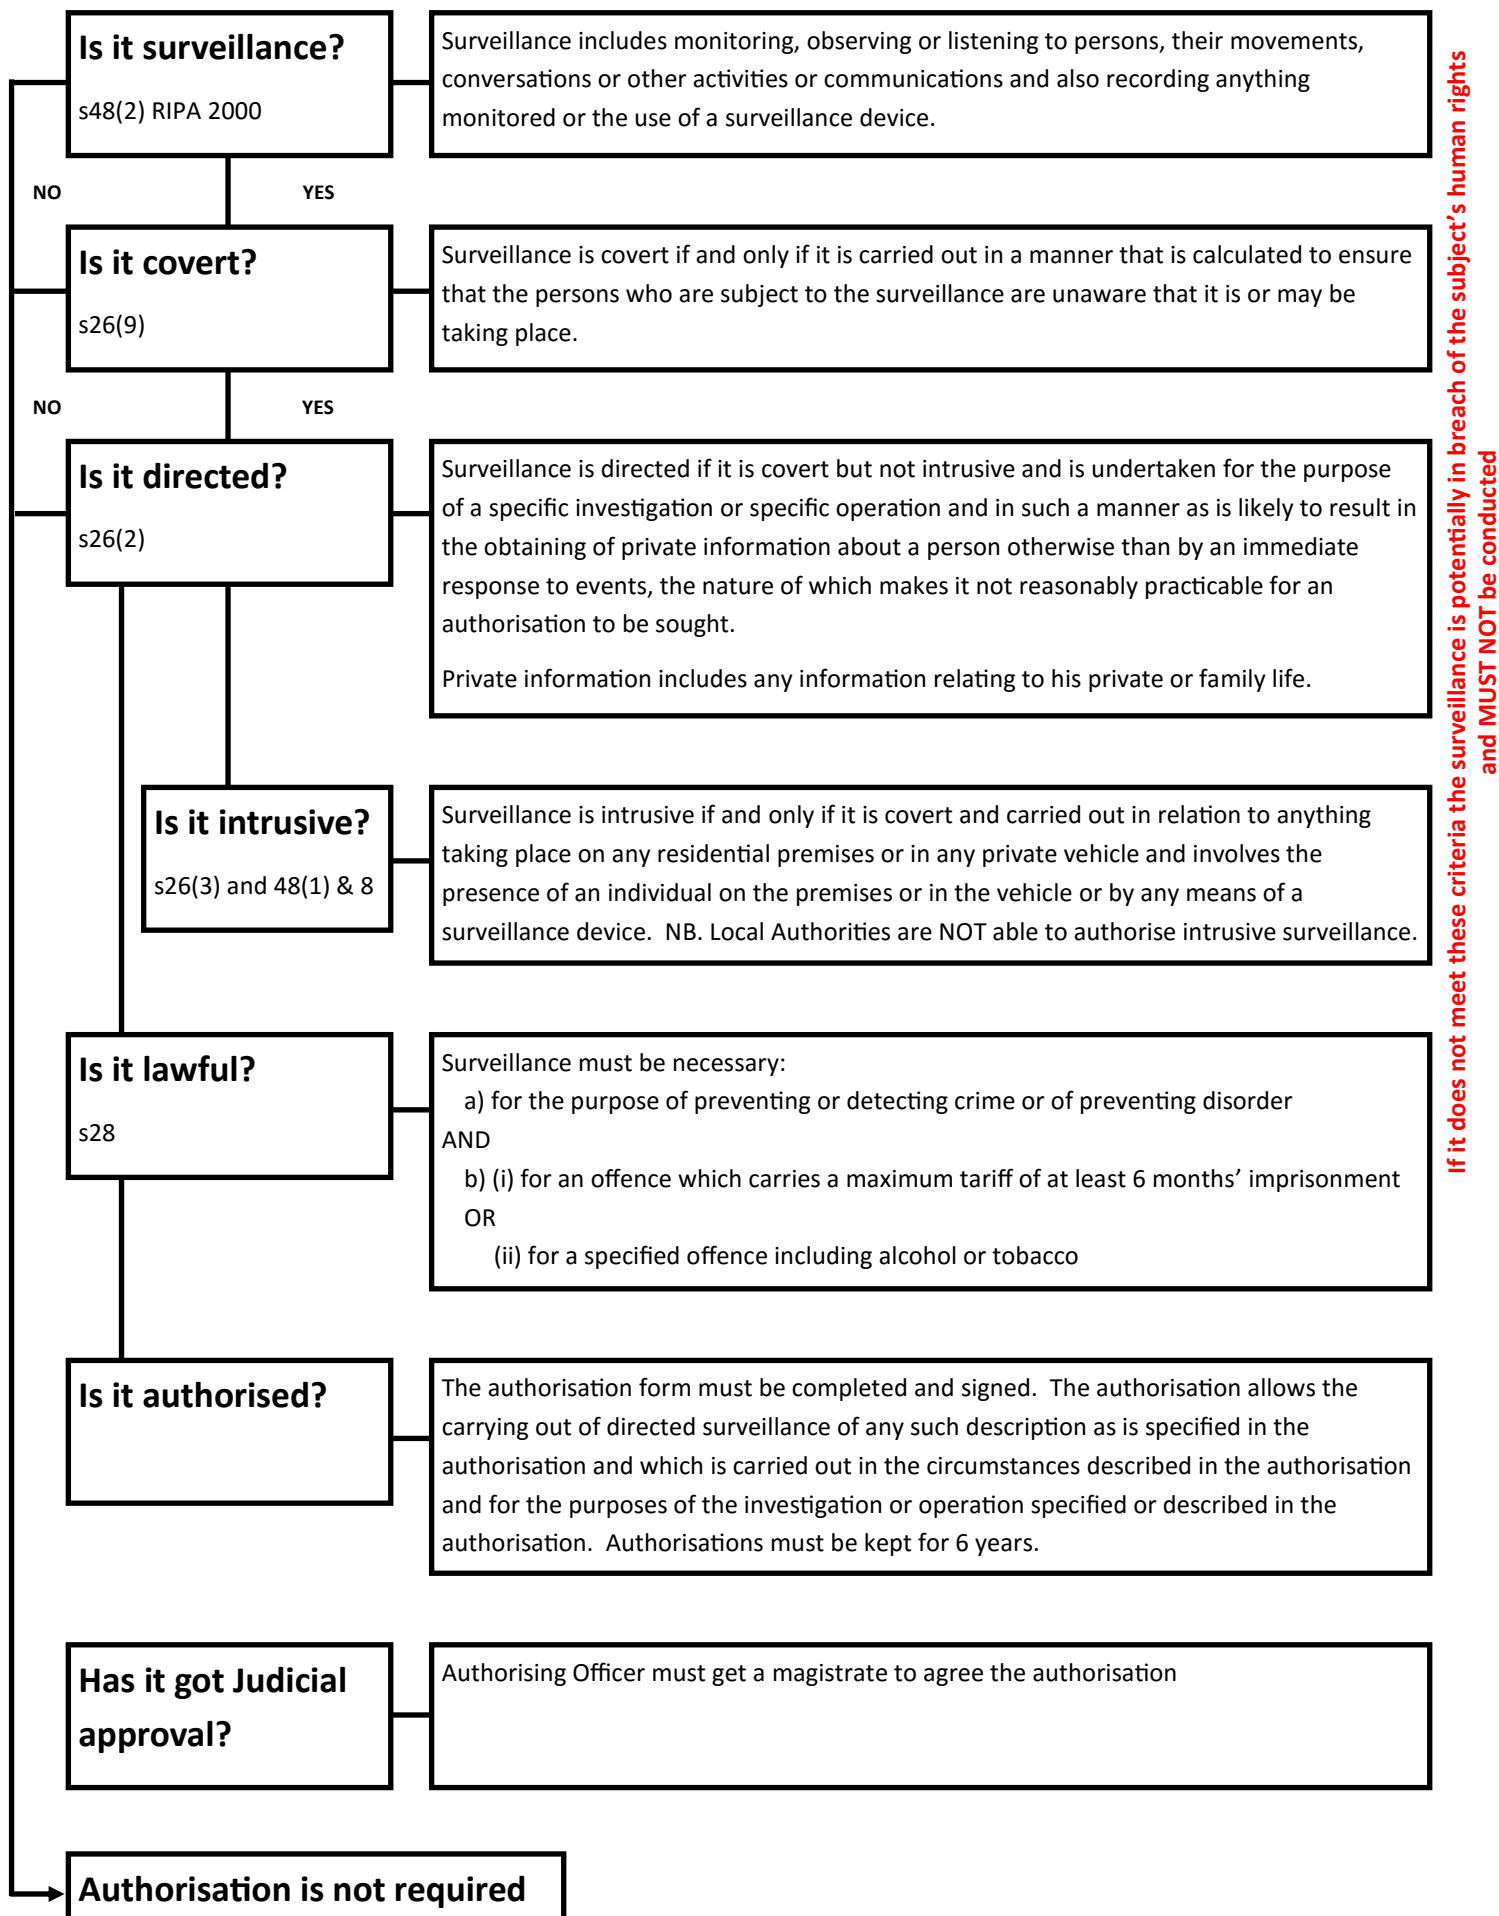 Is it surveillance?
s48(2) RIPA 2000
Surveillance includes monitoring, observing or listening to persons, their movements,
conversations or other activities or communications and also recording anything
monitored or the use of a surveillance device.
NO
YES
Is it covert?
s26(9)
Surveillance is covert if and only if it is carried out in a manner that is calculated to ensure
that the persons who are subject to the surveillance are unaware that it is or may be
taking place.
NO
YES
Is it directed?
s26(2)
Surveillance is directed if it is covert but not intrusive and is undertaken for the purpose
of a specific investigation or specific operation and in such a manner as is likely to result in
the obtaining of private information about a person otherwise than by an immediate
response to events, the nature of which makes it not reasonably practicable for an
authorisation to be sought.
Private information includes any information relating to his private or family life.
Is it intrusive?
s26(3) and 48(1) & 8
Surveillance is intrusive if and only if it is covert and carried out in relation to anything
taking place on any residential premises or in any private vehicle and involves the
presence of an individual on the premises or in the vehicle or by any means of a
surveillance device.  NB. Local Authorities are NOT able to authorise intrusive surveillance.
Is it lawful?
s28
Surveillance must be necessary:
a) for the purpose of preventing or detecting crime or of preventing disorder
AND
b) (i) for an offence which carries a maximum tariff of at least 6 months' imprisonment
OR
(ii) for a specified offence including alcohol or tobacco
Is it authorised?
The authorisation form must be completed and signed.  The authorisation allows the
carrying out of directed surveillance of any such description as is specified in the
authorisation and which is carried out in the circumstances described in the authorisation
and for the purposes of the investigation or operation specified or described in the
authorisation.  Authorisations must be kept for 6 years.
Has it got Judicial
approval?
Authorising Officer must get a magistrate to agree the authorisation
Authorisation is not required
If it does not meet these criteria the surveillance is potentially in breach of the subject's human rights
and MUST NOT be conducted